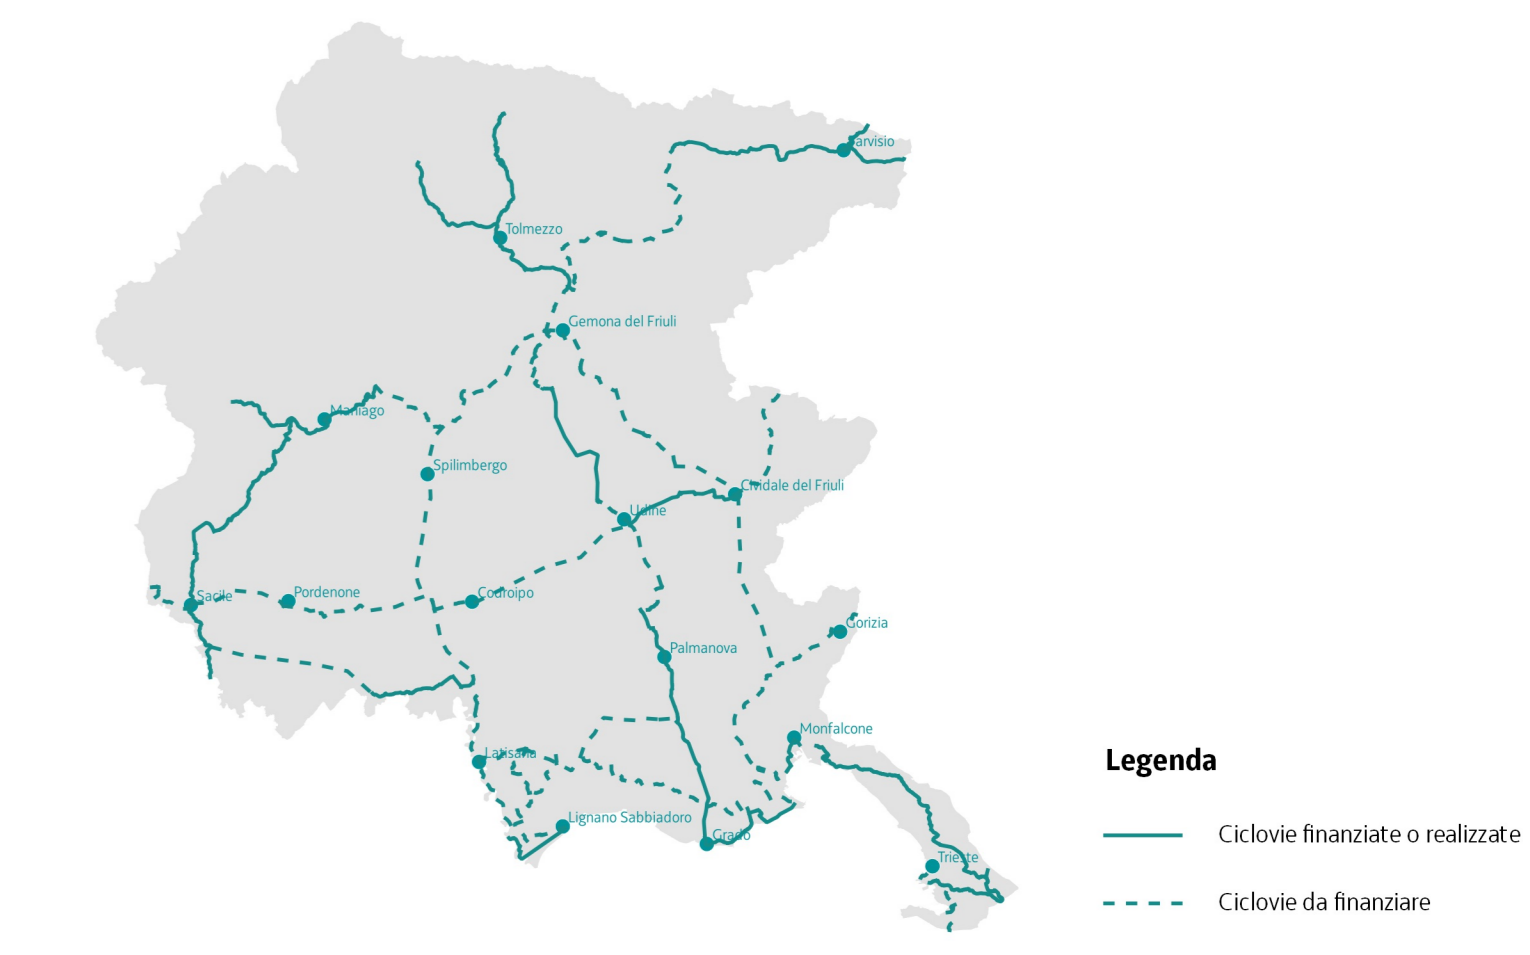 Tarvisio
Tolmezzo
Gemona del Friuli
Maniago
Spilimbergo
Cividale del Friuli
Udine
Sacile
Pordenone
Codroipo
Gorizia
Palmanova
Monfalcone
Latisana
Lignano Sabbiadoro
Grado
Trieste
Legenda
Ciclovie finanziate o realizzate
Ciclovie da finanziare